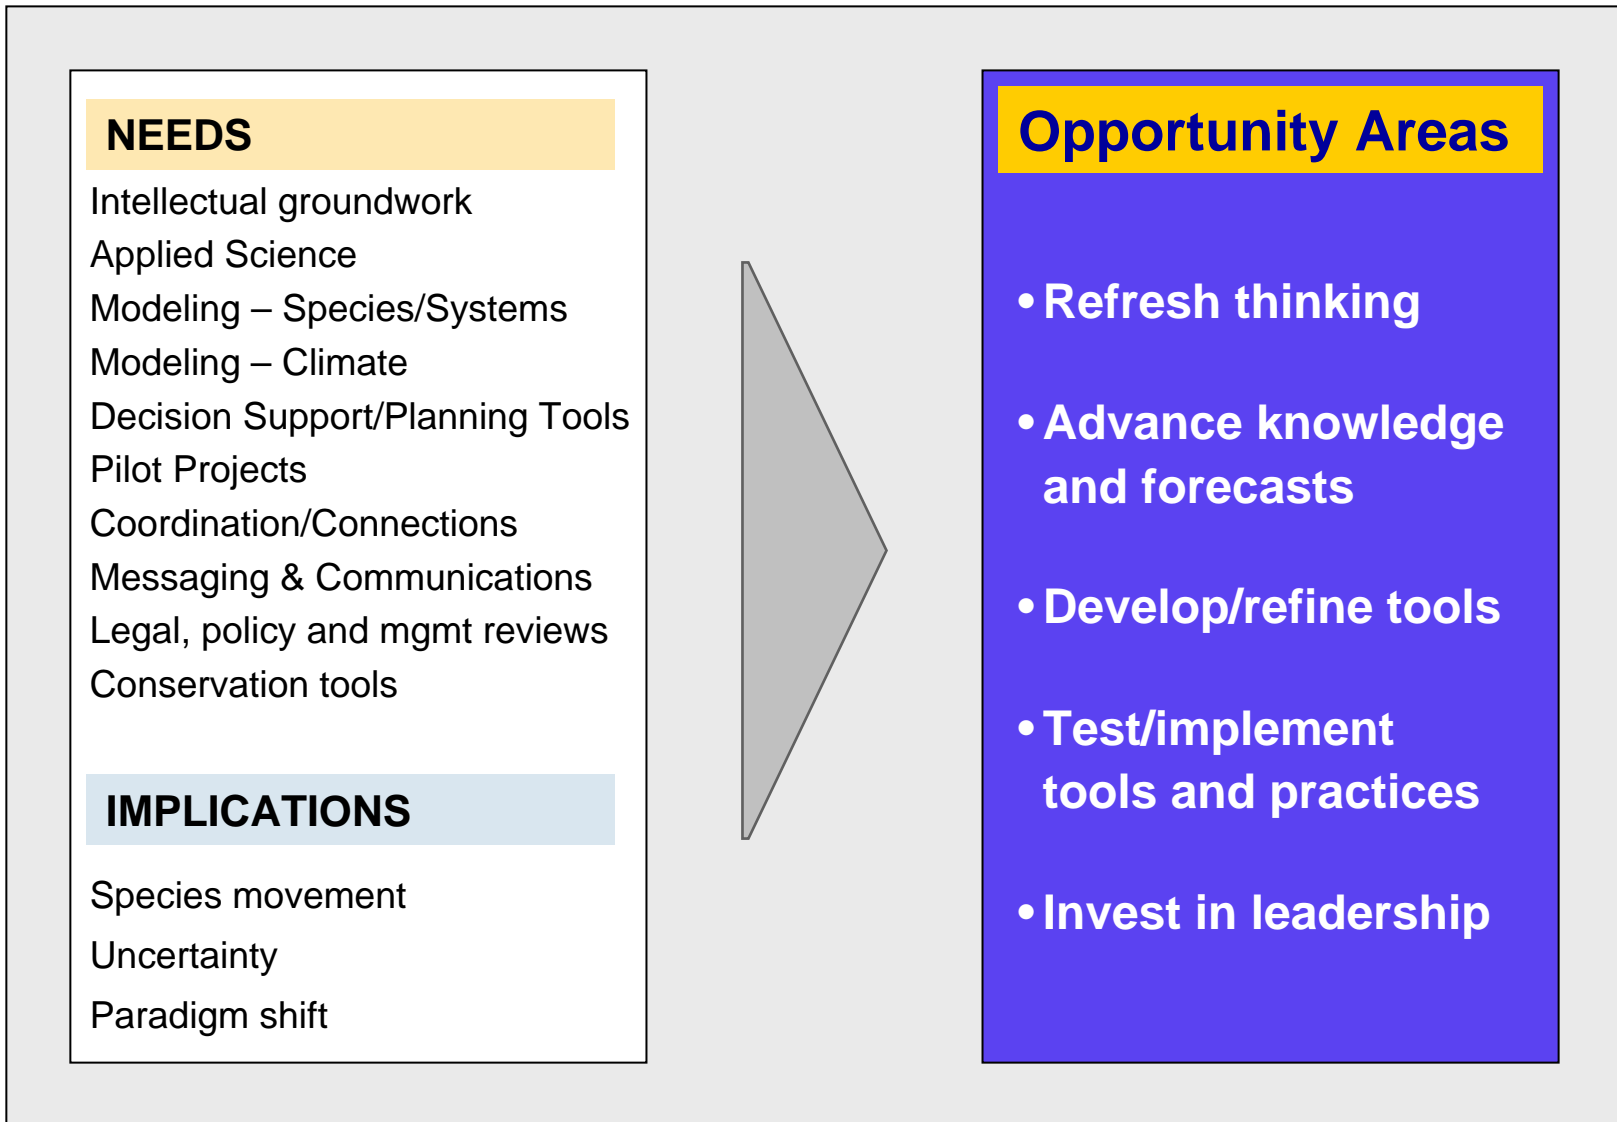 NEEDS
Intellectual groundwork
Applied Science
Modeling – Species/Systems
Modeling – Climate
Decision Support/Planning Tools
Pilot Projects
Coordination/Connections
Messaging & Communications
Legal, policy and mgmt reviews
Conservation tools
IMPLICATIONS
Species movement
Uncertainty
Paradigm shift
Opportunity Areas
• Refresh thinking
• Advance knowledge
and forecasts
• Develop/refine tools
• Test/implement
tools and practices
• Invest in leadership